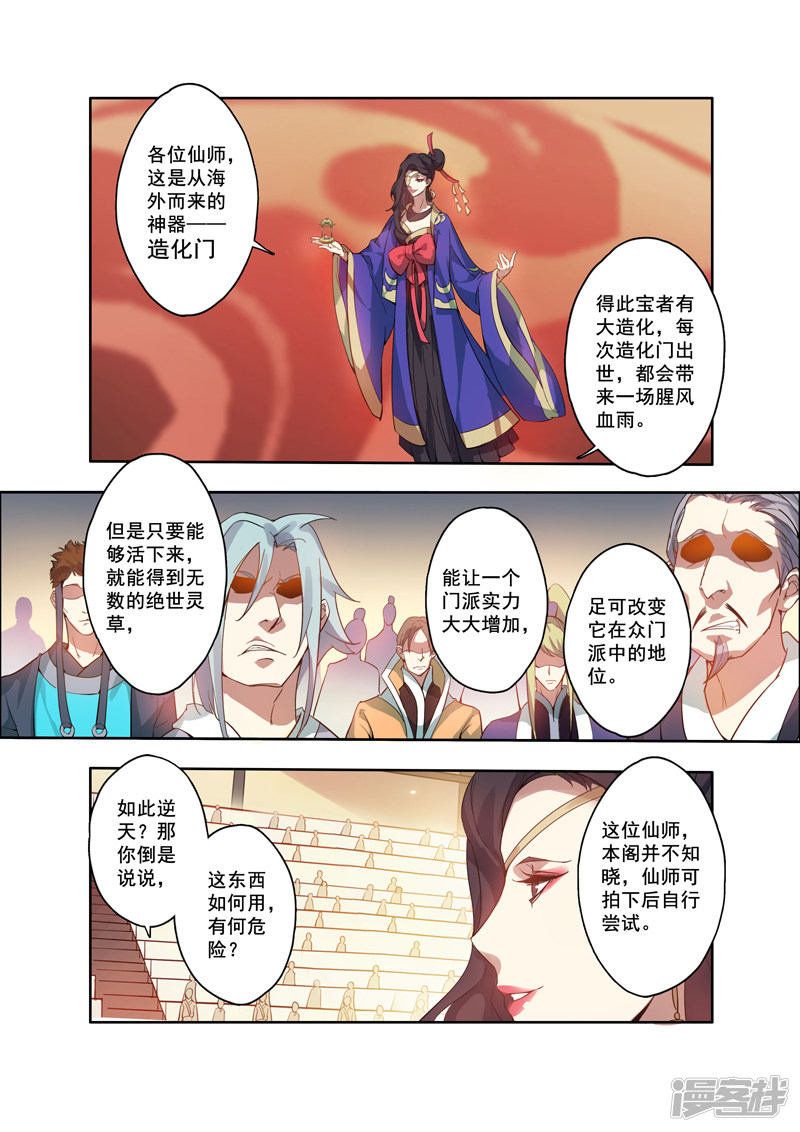 各位仙师，
这是从海
外而来的
神器——
造化门
得此宝者有
大造化，每
次造化门出
世，都会带
来一场腥风
血雨。
但是只要能
够活下来，
就能得到无
数的绝世灵
草，
能让一个
门派实力
大大增加，
足可改变
它在众门
派中的地
位。
如此逆
天？那
你倒是
说说，
这东西
如何用，
有何危
险？
这位仙师，
本阁并不知
晓，仙师可
拍下后自行
尝试。
漫客栈